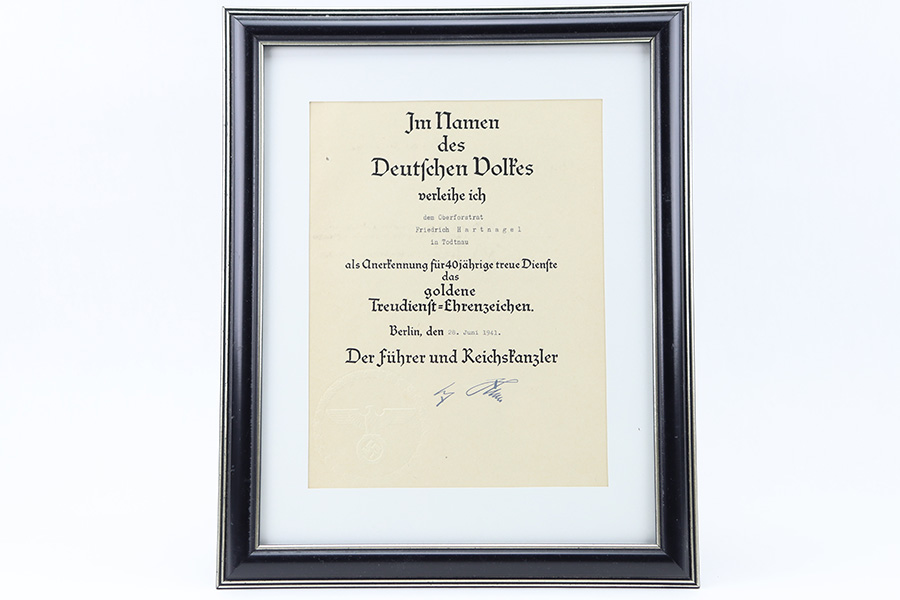 Im Namen
des
Deutschen Volkes
verleihe ich
dem Oberforstrat
Friedrich Hartnagel
in Todtnau
als Anerkennung für 40jährige treue Dienste
das
goldene
Treudienst=Ehrenzeichen.
Berlin, den 26. Juni 1941.
Der Führer und Reichskanzler